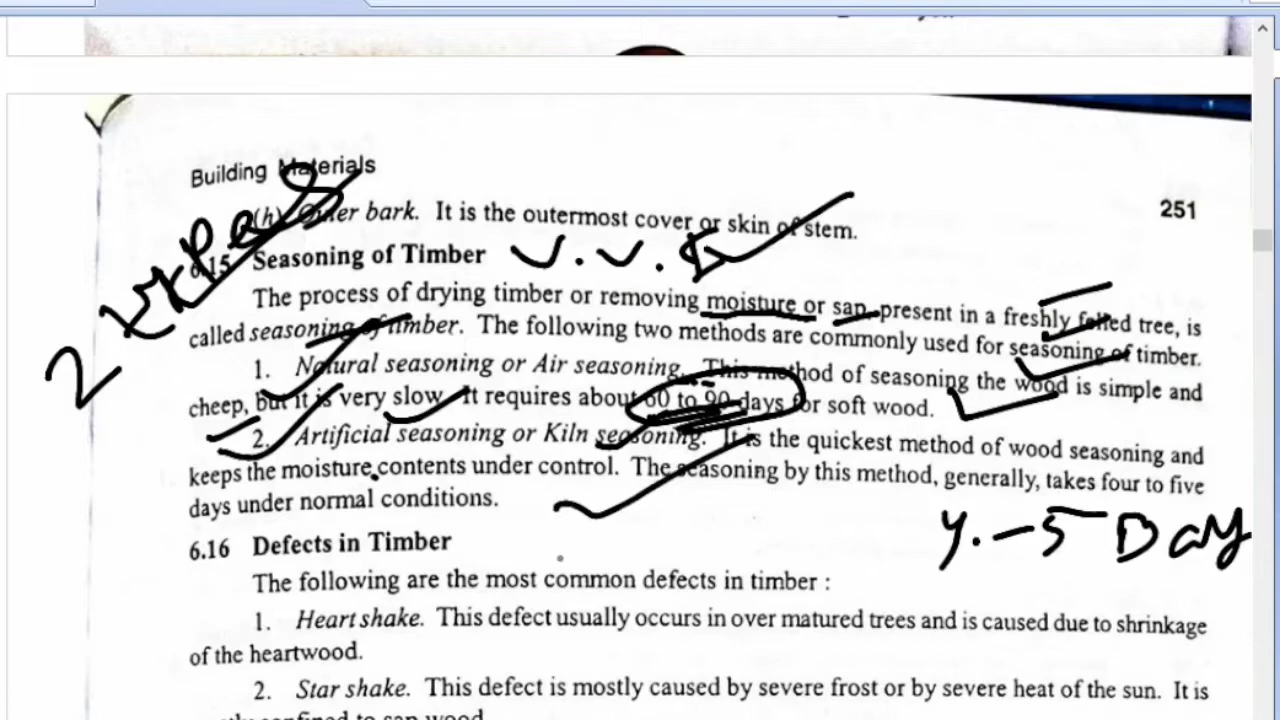 Building Materials
251
(h) Outer bark. It is the outermost cover or skin of stem.
6.15 Seasoning of Timber V. V. I
2 types
The process of drying timber or removing moisture or sap present in a freshly felled tree, is
called seasoning of timber. The following two methods are commonly used for seasoning of timber.
1. Natural seasoning or Air seasoning. This method of seasoning the wood is simple and
cheep, but it is very slow. It requires about 60 to 90 days for soft wood.
2. Artificial seasoning or Kiln seasoning. It is the quickest method of wood seasoning and
keeps the moisture contents under control. The seasoning by this method, generally, takes four to five
days under normal conditions.
4 - 5 Day
6.16 Defects in Timber
The following are the most common defects in timber :
1. Heart shake. This defect usually occurs in over matured trees and is caused due to shrinkage
of the heartwood.
2. Star shake. This defect is mostly caused by severe frost or by severe heat of the sun. It is
confined to sap wood